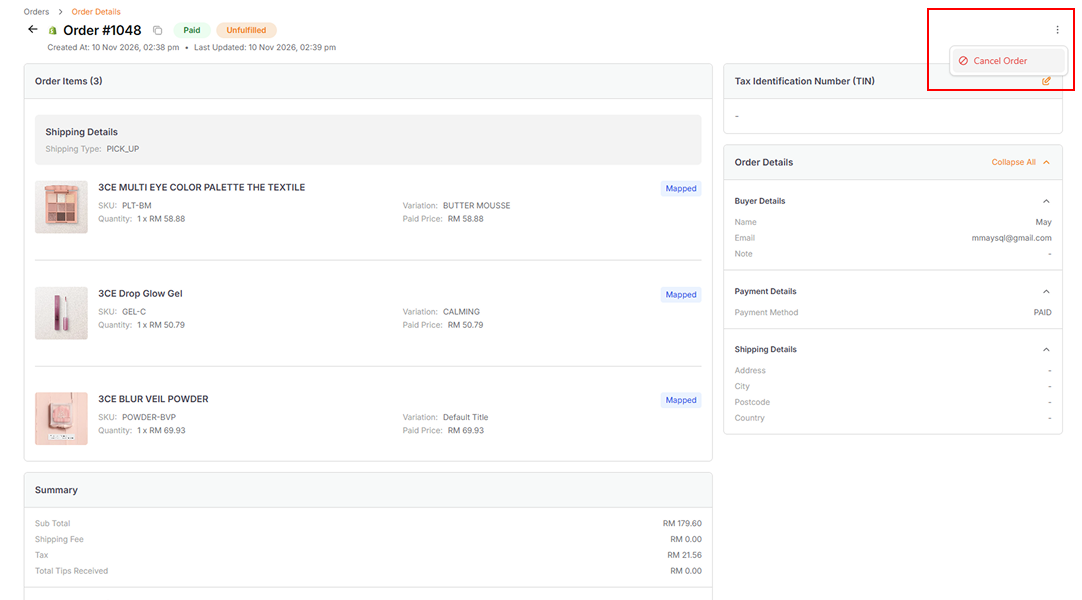 Orders > Order Details
Order #1048 Paid Unfulfilled
Created At: 10 Nov 2026, 02:38 pm • Last Updated: 10 Nov 2026, 02:39 pm
Cancel Order
Order Items (3)
Shipping Details
Shipping Type: PICK_UP
3CE MULTI EYE COLOR PALETTE THE TEXTILE Mapped
SKU: PLT-BM Variation: BUTTER MOUSSE
Quantity: 1 x RM 58.88 Paid Price: RM 58.88
3CE Drop Glow Gel Mapped
SKU: GEL-C Variation: CALMING
Quantity: 1 x RM 50.79 Paid Price: RM 50.79
3CE BLUR VEIL POWDER Mapped
SKU: POWDER-BVP Variation: Default Title
Quantity: 1 x RM 69.93 Paid Price: RM 69.93
Summary
Sub Total RM 179.60
Shipping Fee RM 0.00
Tax RM 21.56
Total Tips Received RM 0.00
Tax Identification Number (TIN)
-
Order Details Collapse All
Buyer Details
Name May
Email mmaysql@gmail.com
Note -
Payment Details
Payment Method PAID
Shipping Details
Address -
City -
Postcode -
Country -